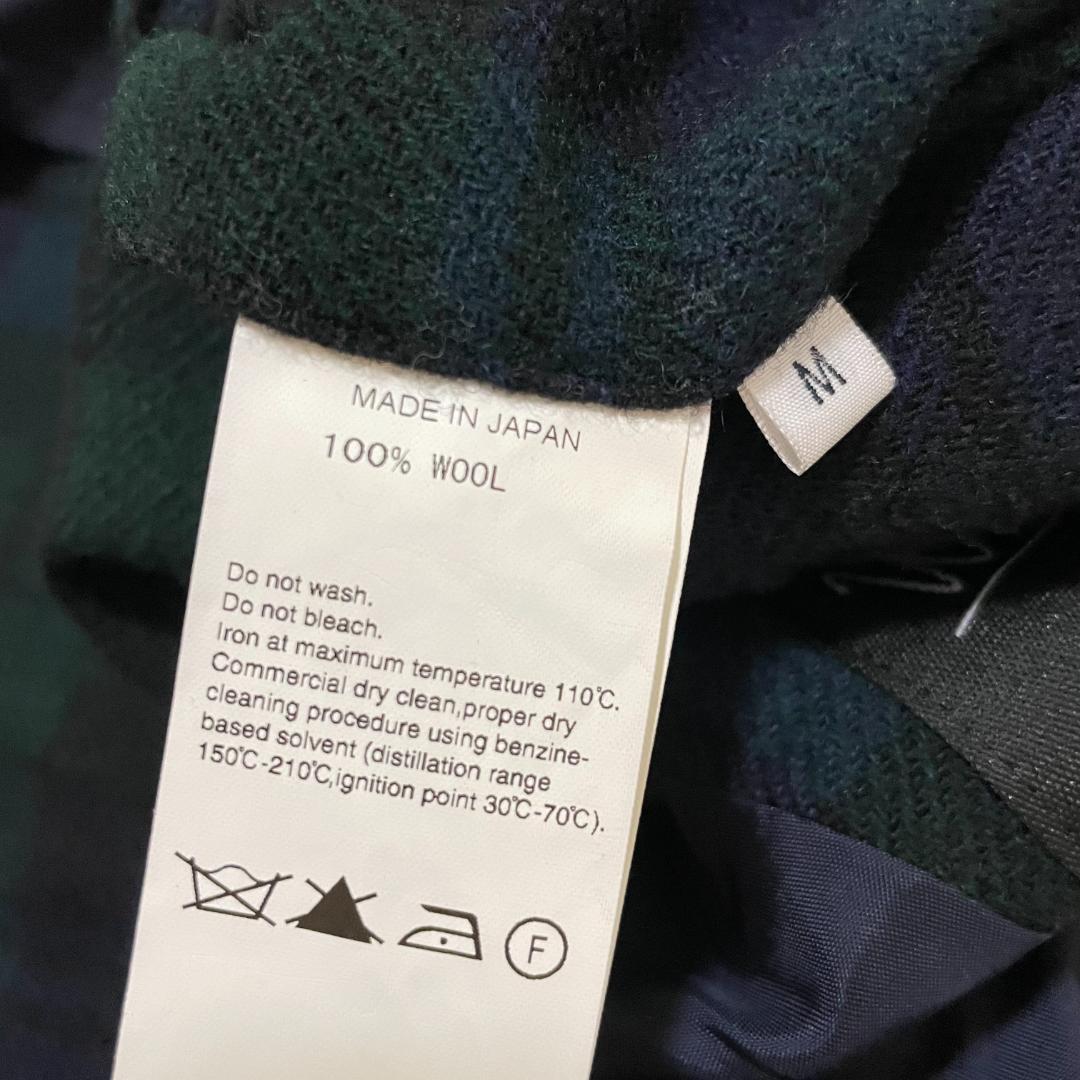 MADE IN JAPAN
100% WOOL
M
Do not wash.
Do not bleach.
Iron at maximum temperature 110℃.
Commercial dry clean,proper dry
cleaning procedure using benzine-
based solvent (distillation range
150℃-210℃,ignition point 30℃-70℃).
F